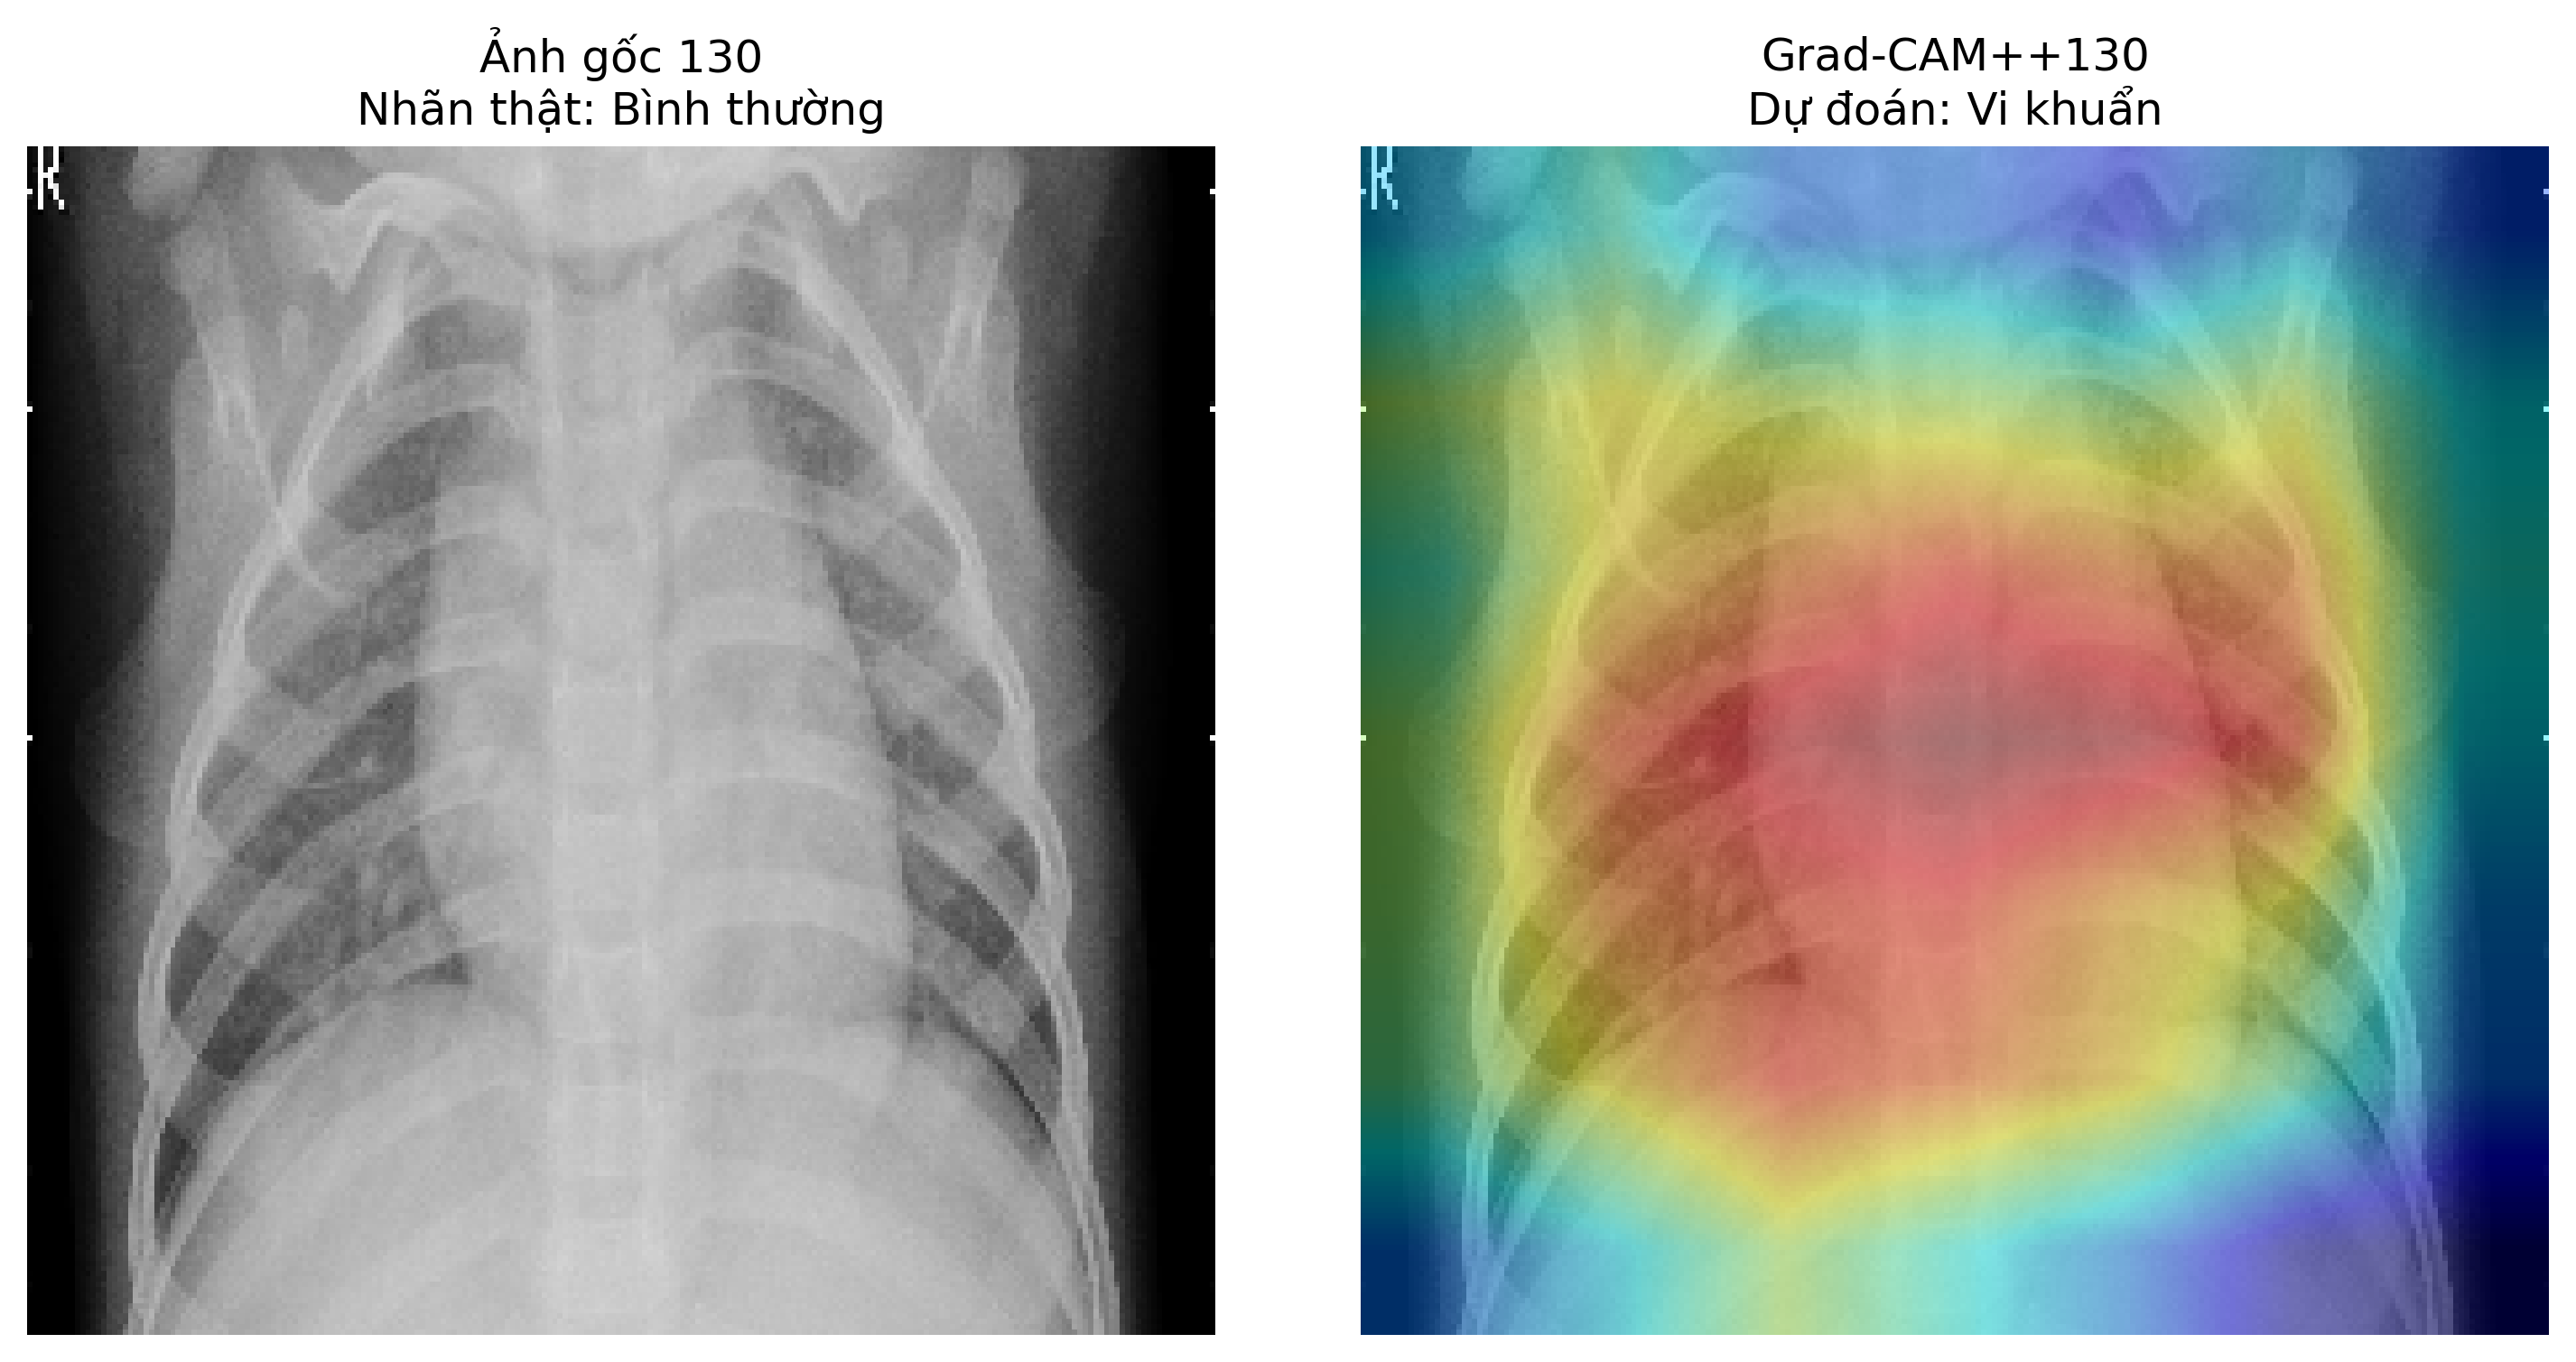 Ảnh gốc 130
Nhãn thật: Bình thường
Grad-CAM++130
Dự đoán: Vi khuẩn